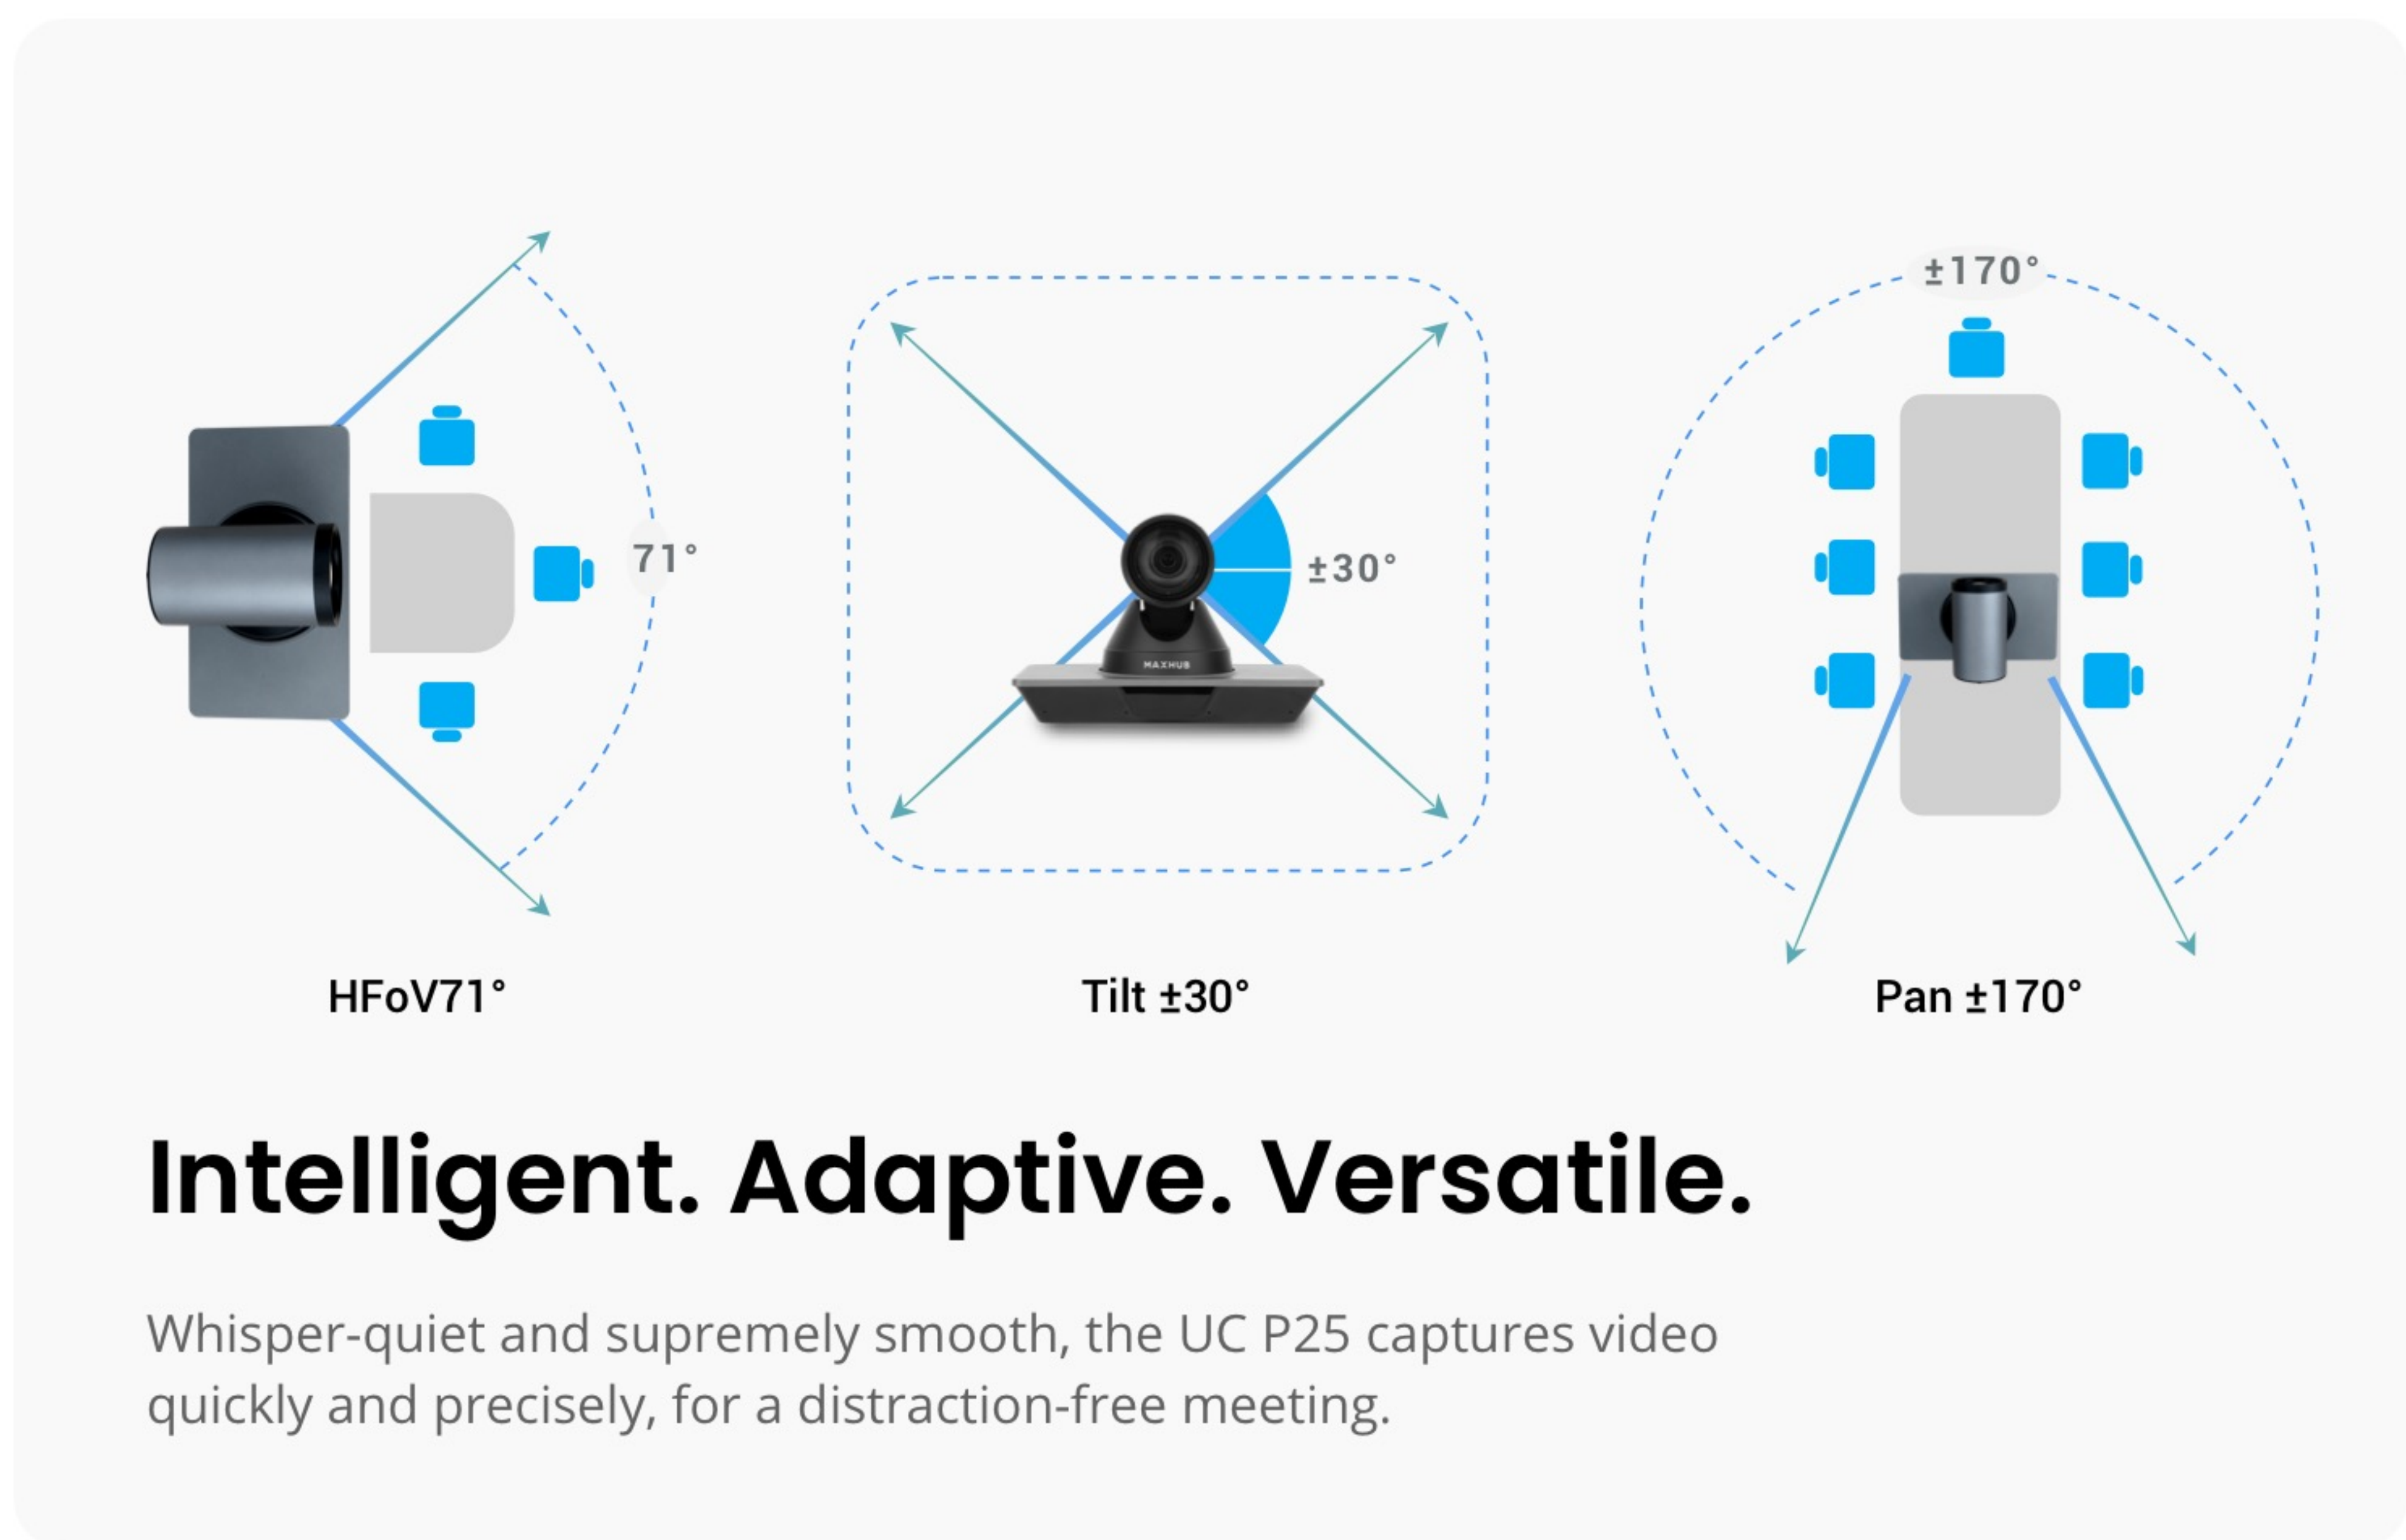 ±170°
71°
±30°
MAXHUB
HFoV71°
Tilt ±30°
Pan ±170°
Intelligent. Adaptive. Versatile.
Whisper-quiet and supremely smooth, the UC P25 captures video
quickly and precisely, for a distraction-free meeting.